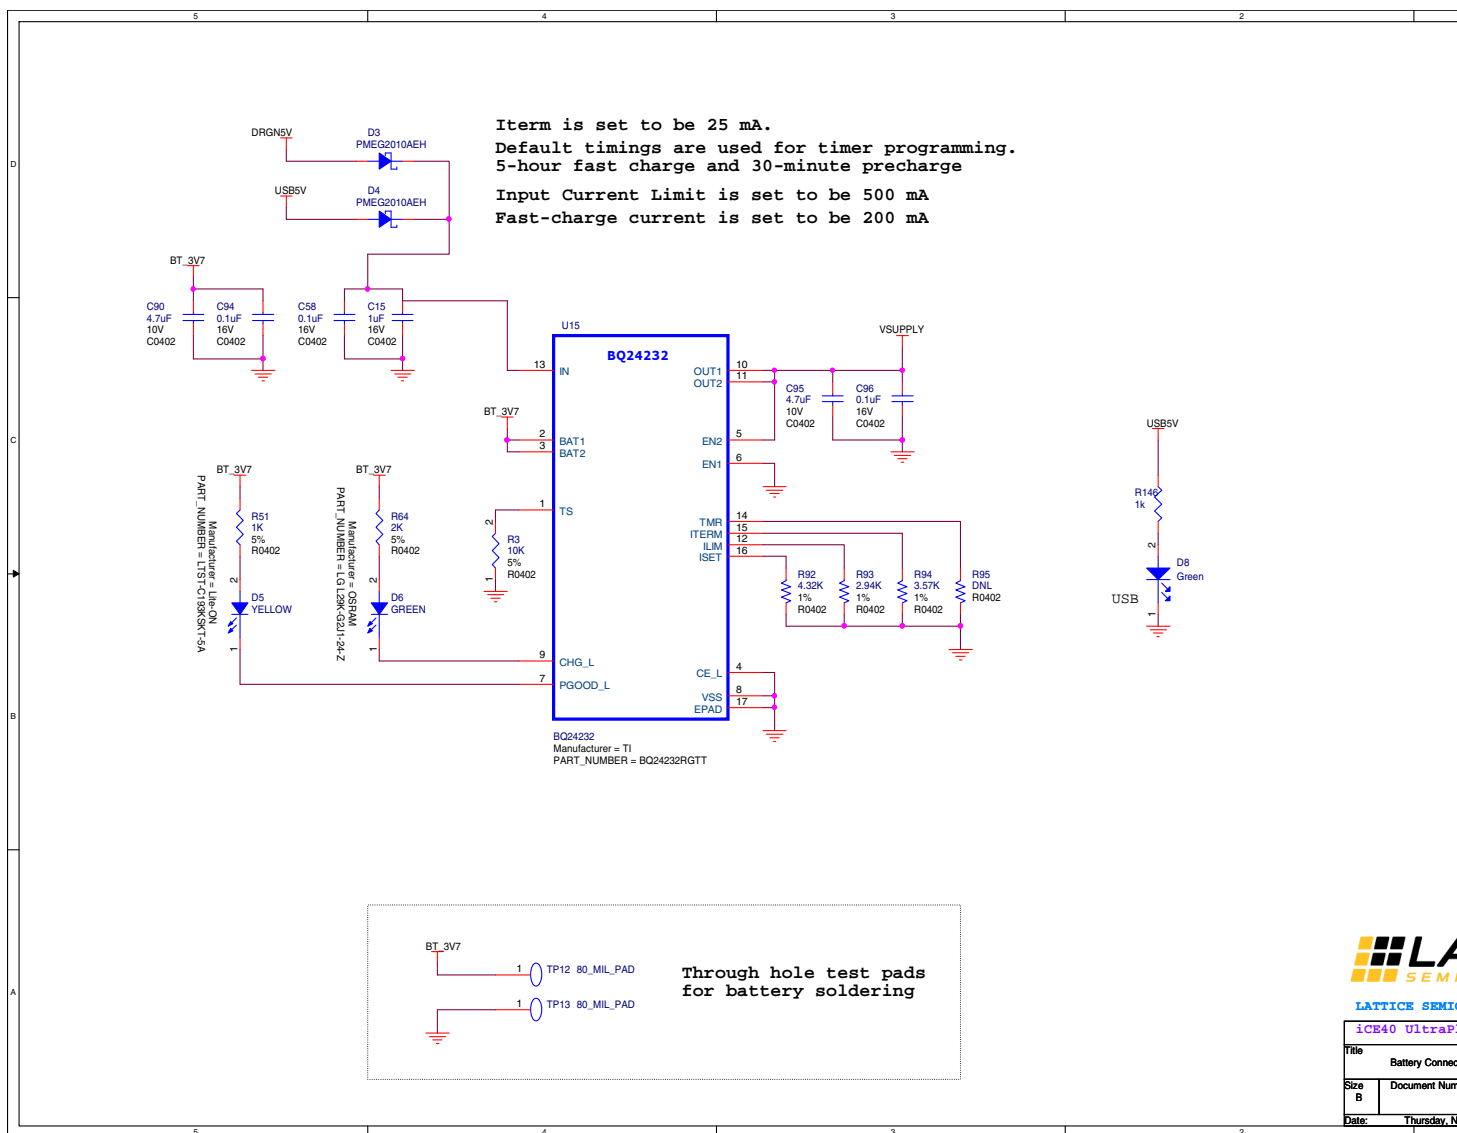 5
4
3
2
D
C
B
A
Iterm is set to be 25 mA.
Default timings are used for timer programming.
5-hour fast charge and 30-minute precharge
Input Current Limit is set to be 500 mA
Fast-charge current is set to be 200 mA
DRGN5V
D3
PMEG2010AEH
USB5V
D4
PMEG2010AEH
BT_3V7
C90
4.7uF
10V
C0402
C94
0.1uF
16V
C0402
C58
0.1uF
16V
C0402
C15
1uF
16V
C0402
U15
BQ24232
13
IN
BT_3V7
2
BAT1
3
BAT2
1
TS
2
R3
10K
5%
R0402
1
9
CHG_L
7
PGOOD_L
10
OUT1
11
OUT2
5
EN2
6
EN1
14
TMR
15
ITERM
12
ILIM
16
ISET
4
CE_L
8
VSS
17
EPAD
BQ24232
Manufacturer = TI
PART_NUMBER = BQ24232RGTT
VSUPPLY
C95
4.7uF
10V
C0402
C96
0.1uF
16V
C0402
R92
4.32K
1%
R0402
R93
2.94K
1%
R0402
R94
3.57K
1%
R0402
R95
DNL
R0402
BT_3V7
R51
1K
5%
R0402
2
D5
YELLOW
1
Manufacturer = Lite-ON
PART_NUMBER = LTST-C193KSKT-5A
BT_3V7
R64
2K
5%
R0402
2
D6
GREEN
1
Manufacturer = OSRAM
PART_NUMBER = LG L29K-G2J1-24-Z
USB5V
R146
1k
2
D8
Green
USB
1
BT_3V7
1
TP12 80_MIL_PAD
1
TP13 80_MIL_PAD
Through hole test pads
for battery soldering
LA
SEM
LATTICE SEMIC
iCE40 UltraPl
Title
Battery Connec
Size
B
Document Num
Date:
Thursday, N
5
4
3
2